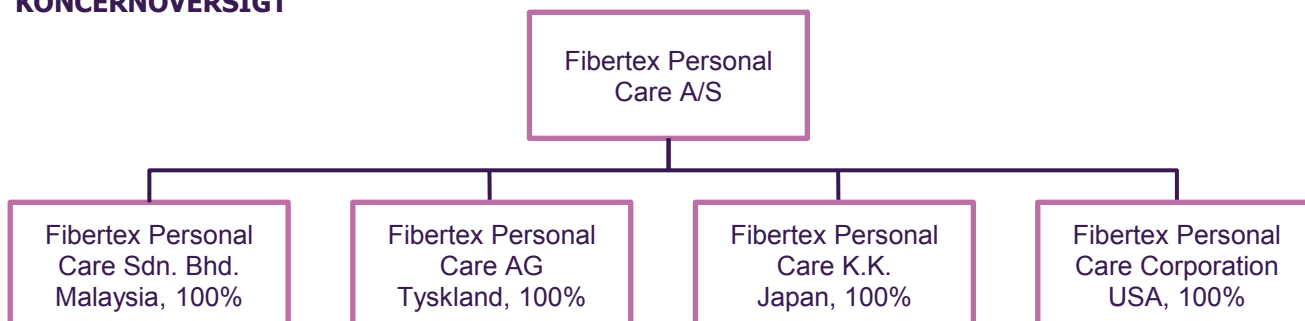 KONCERNOVERSIGT
Fibertex Personal
Care A/S
Fibertex Personal
Care Sdn. Bhd.
Malaysia, 100%
Fibertex Personal
Care AG
Tyskland, 100%
Fibertex Personal
Care K.K.
Japan, 100%
Fibertex Personal
Care Corporation
USA, 100%